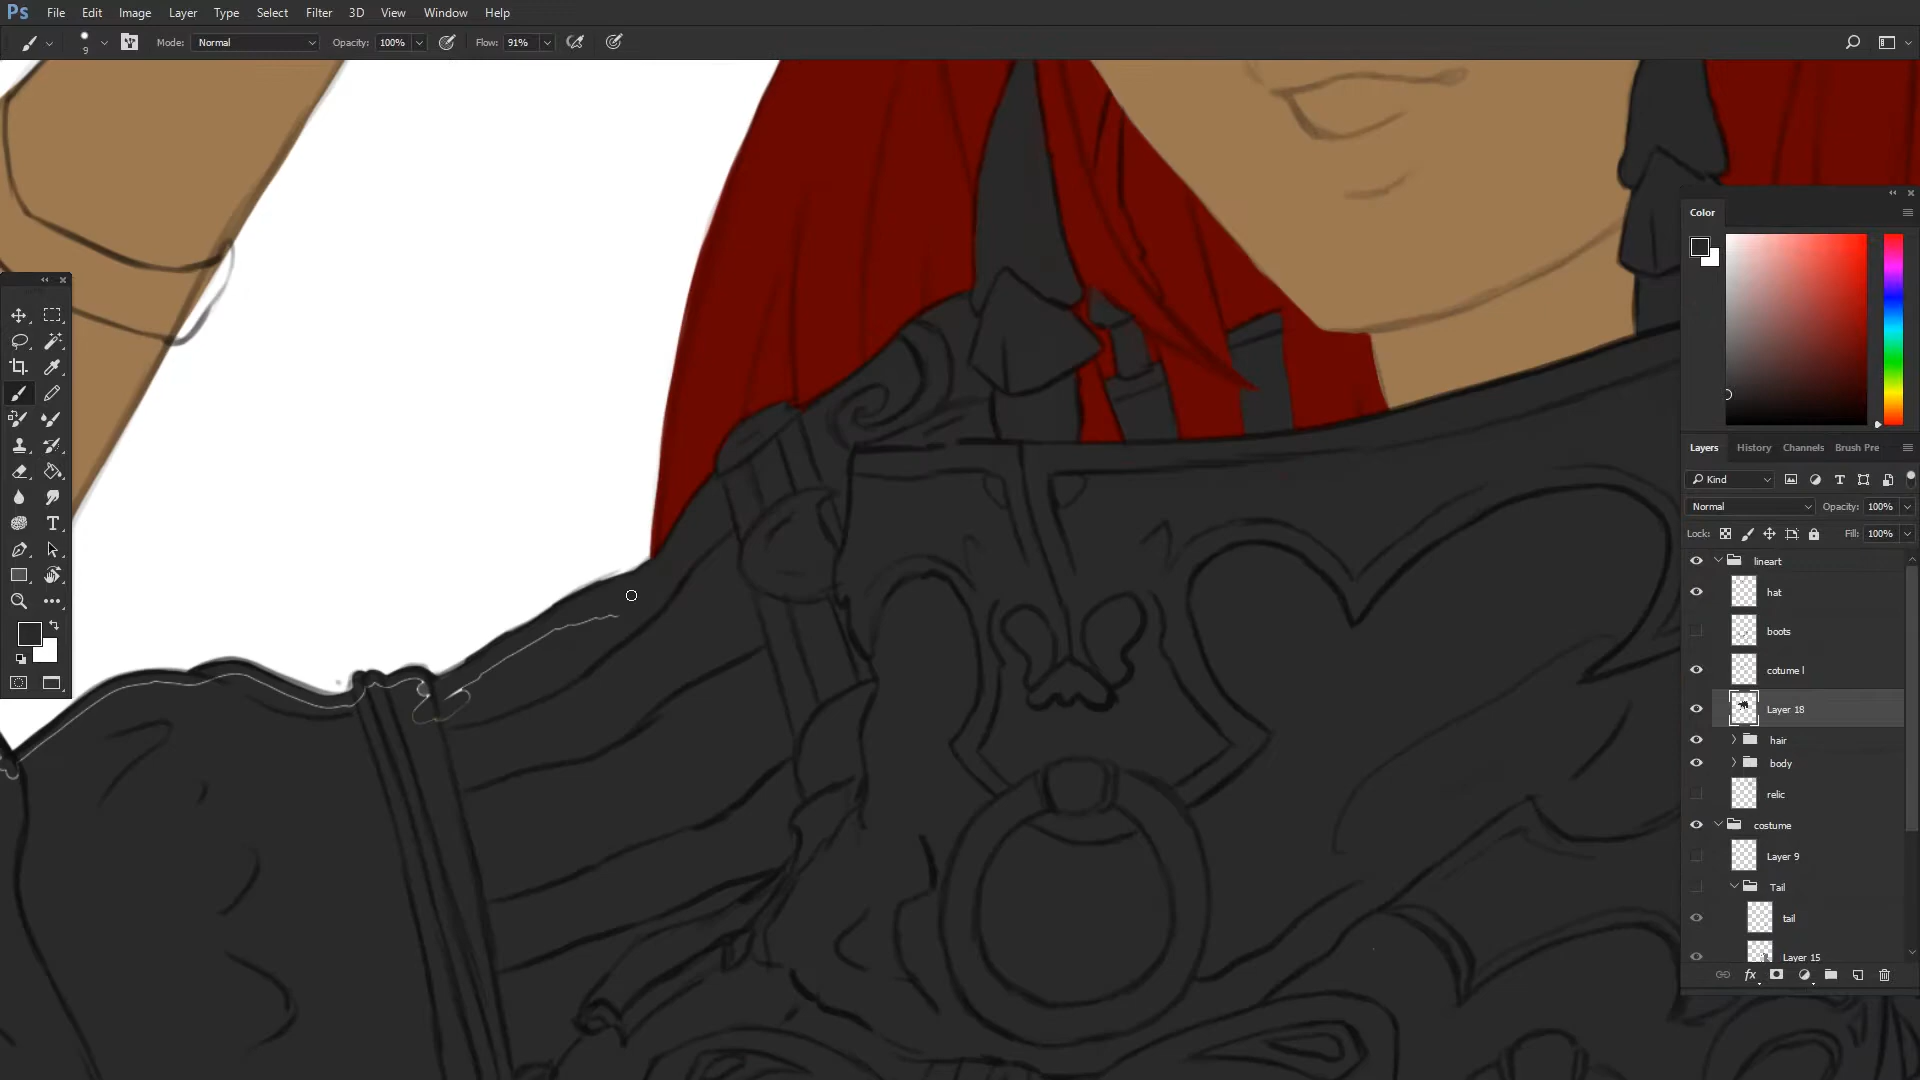 Ps File Edit Image Layer Type Select Filter 3D View Window Help
9 Mode: Normal Opacity: 100% Flow: 91%
Color
Layers History Channels Brush Pre
Kind
Normal Opacity: 100%
Lock: Fill: 100%
lineart
hat
boots
cotume l
Layer 18
hair
body
relic
costume
Layer 9
Tail
tail
Layer 15
fx